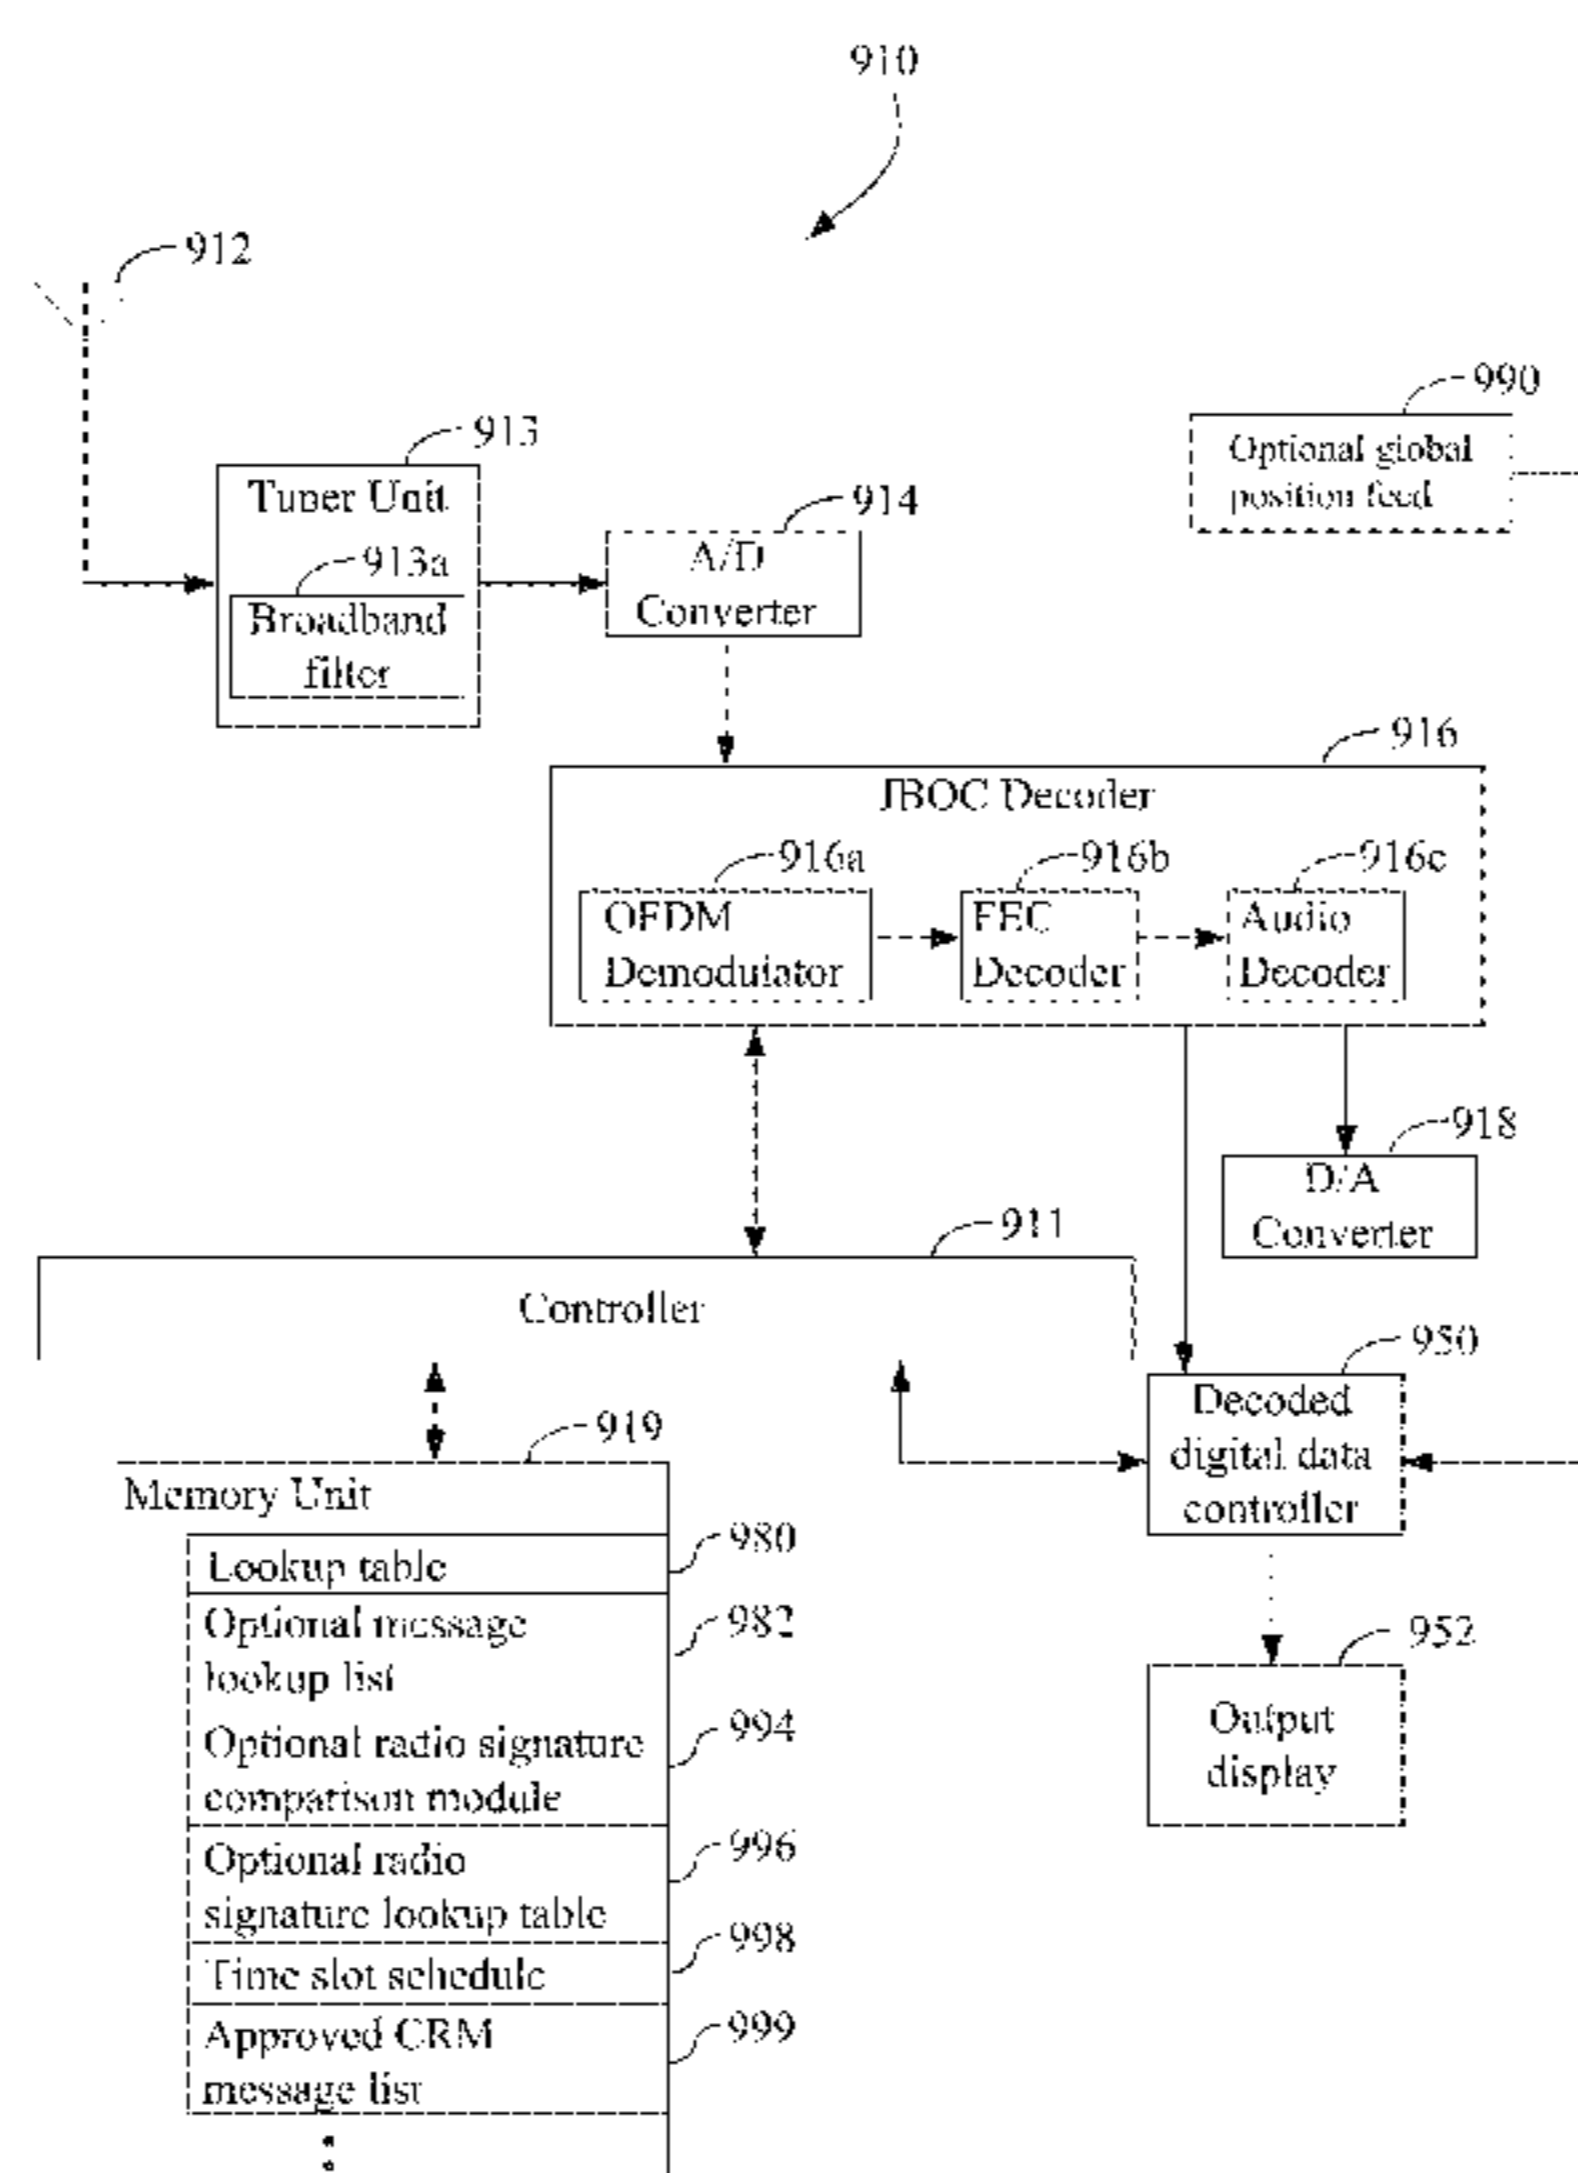 910
912
990
Optional global
position feed
913
Tuner Unit
913a
Broadband
filter
914
A/D
Converter
916
IBOC Decoder
916a
OFDM
Demodulator
916b
FEC
Decoder
916c
Audio
Decoder
918
D/A
Converter
911
Controller
950
Decoded
digital data
controller
919
Memory Unit
980
Lookup table
982
Optional message
lookup list
994
Optional radio signature
comparison module
996
Optional radio
signature lookup table
998
Time slot schedule
999
Approved CRM
message list
952
Output
display